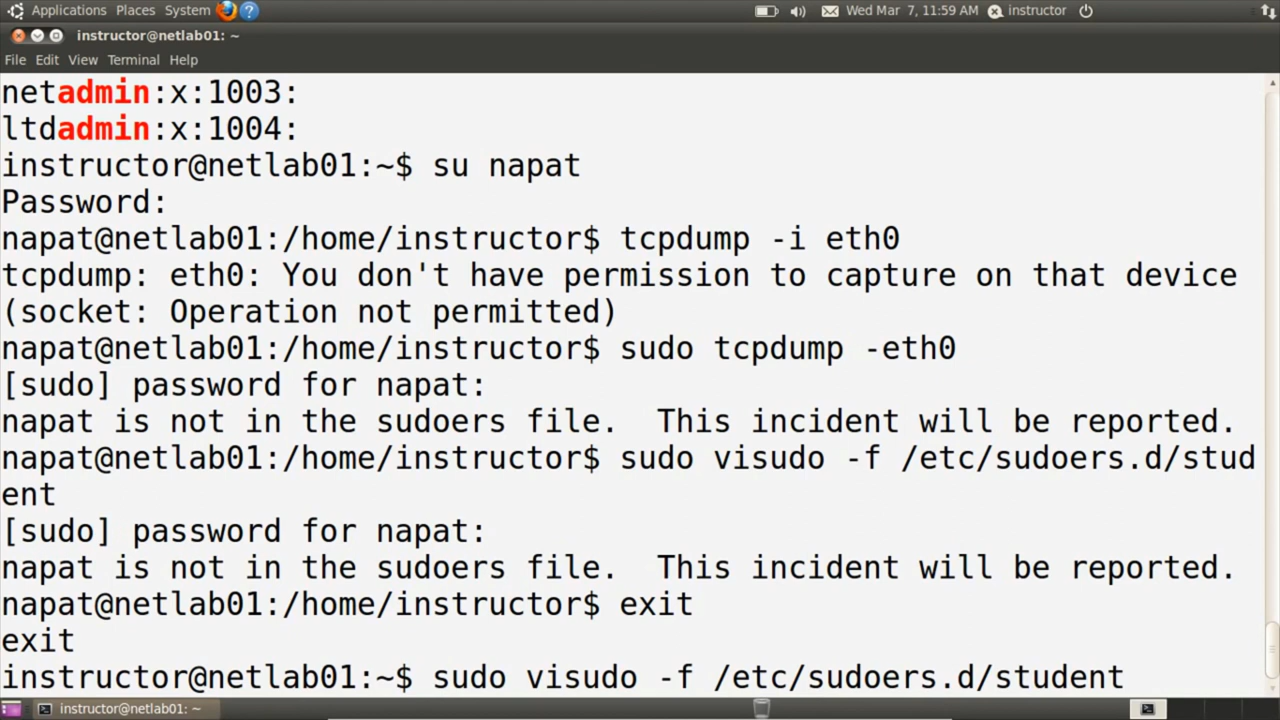 Applications Places System Wed Mar 7, 11:59 AM instructor
instructor@netlab01: ~
File Edit View Terminal Help
netadmin:x:1003:
ltdadmin:x:1004:
instructor@netlab01:~$ su napat
Password:
napat@netlab01:/home/instructor$ tcpdump -i eth0
tcpdump: eth0: You don't have permission to capture on that device
(socket: Operation not permitted)
napat@netlab01:/home/instructor$ sudo tcpdump -eth0
[sudo] password for napat:
napat is not in the sudoers file.  This incident will be reported.
napat@netlab01:/home/instructor$ sudo visudo -f /etc/sudoers.d/stud
ent
[sudo] password for napat:
napat is not in the sudoers file.  This incident will be reported.
napat@netlab01:/home/instructor$ exit
exit
instructor@netlab01:~$ sudo visudo -f /etc/sudoers.d/student
instructor@netlab01: ~